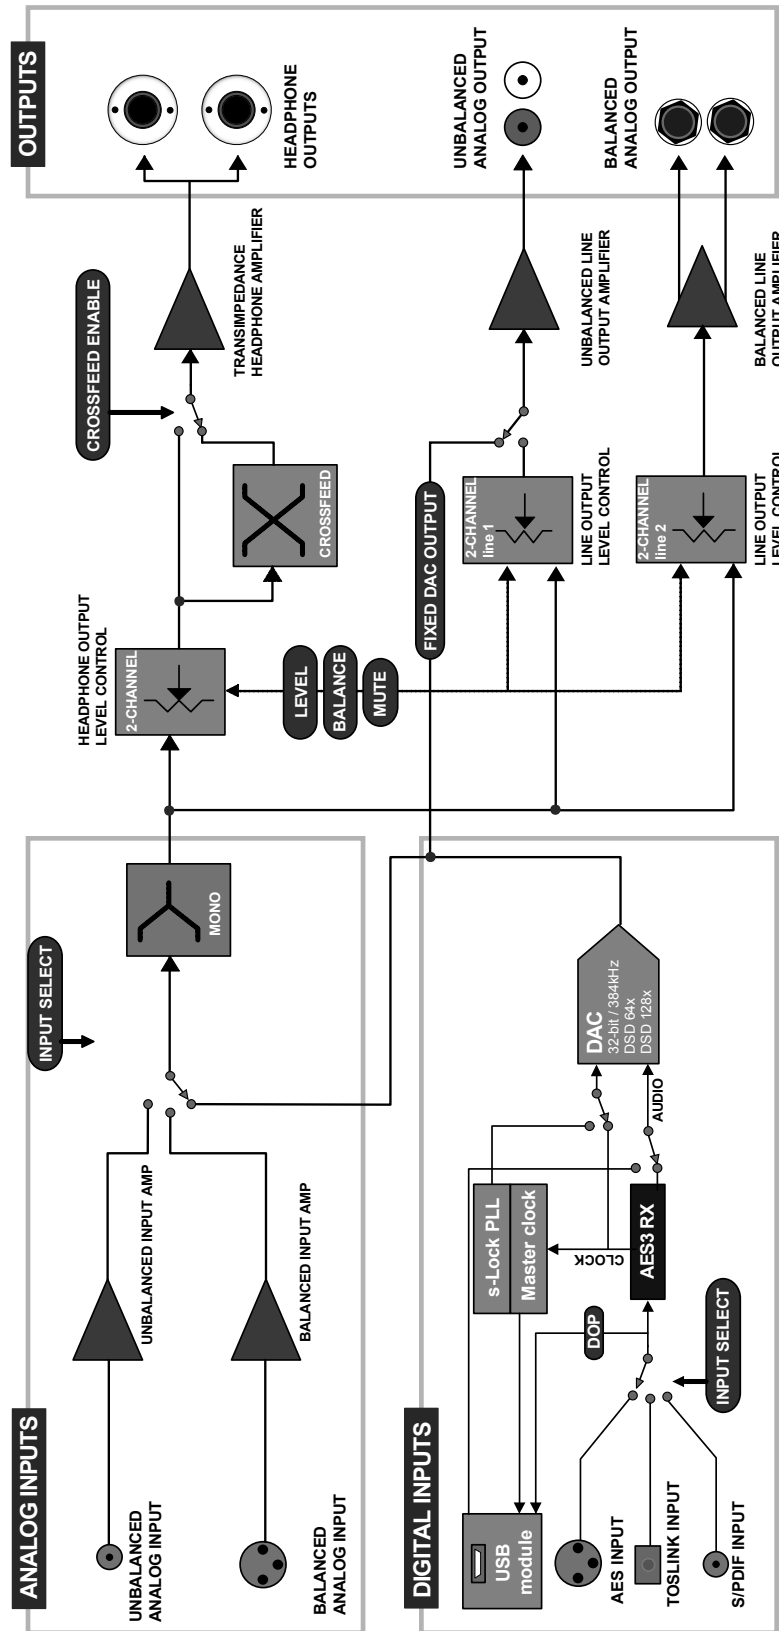 ANALOG INPUTS
UNBALANCED
ANALOG INPUT
UNBALANCED INPUT AMP
BALANCED
ANALOG INPUT
BALANCED INPUT AMP
INPUT SELECT
MONO
HEADPHONE OUTPUT
LEVEL CONTROL
2-CHANNEL
CROSSFEED ENABLE
CROSSFEED
TRANSIMPEDANCE
HEADPHONE AMPLIFIER
OUTPUTS
HEADPHONE
OUTPUTS
LEVEL
BALANCE
MUTE
FIXED DAC OUTPUT
2-CHANNEL
line 1
LINE OUTPUT
LEVEL CONTROL
UNBALANCED LINE
OUTPUT AMPLIFIER
UNBALANCED
ANALOG OUTPUT
2-CHANNEL
line 2
LINE OUTPUT
LEVEL CONTROL
BALANCED LINE
OUTPUT AMPLIFIER
BALANCED
ANALOG OUTPUT
DIGITAL INPUTS
USB
module
s-Lock PLL
Master clock
CLOCK
DOP
AES3 RX
AUDIO
DAC
32-bit / 384kHz
DSD 64x
DSD 128x
AES INPUT
TOSLINK INPUT
S/PDIF INPUT
INPUT SELECT